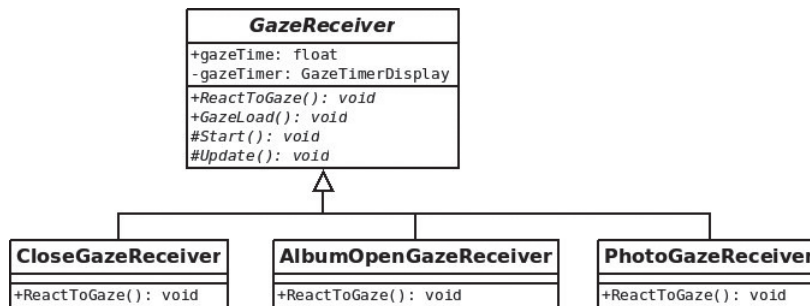 GazeReceiver
+gazeTime: float
-gazeTimer: GazeTimerDisplay
+ReactToGaze(): void
+GazeLoad(): void
#Start(): void
#Update(): void
CloseGazeReceiver
+ReactToGaze(): void
AlbumOpenGazeReceiver
+ReactToGaze(): void
PhotoGazeReceiver
+ReactToGaze(): void